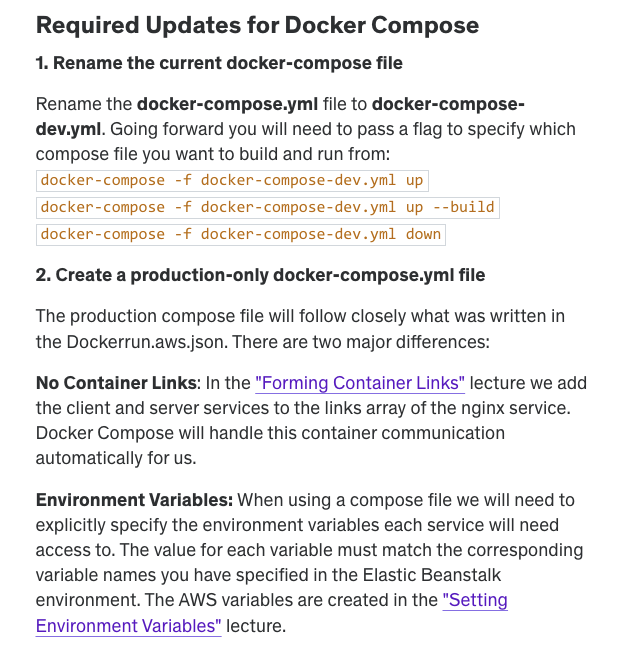 Required Updates for Docker Compose
1. Rename the current docker-compose file
Rename the docker-compose.yml file to docker-compose-
dev.yml. Going forward you will need to pass a flag to specify which
compose file you want to build and run from:
docker-compose -f docker-compose-dev.yml up
docker-compose -f docker-compose-dev.yml up --build
docker-compose -f docker-compose-dev.yml down
2. Create a production-only docker-compose.yml file
The production compose file will follow closely what was written in
the Dockerrun.aws.json. There are two major differences:
No Container Links: In the "Forming Container Links" lecture we add
the client and server services to the links array of the nginx service.
Docker Compose will handle this container communication
automatically for us.
Environment Variables: When using a compose file we will need to
explicitly specify the environment variables each service will need
access to. The value for each variable must match the corresponding
variable names you have specified in the Elastic Beanstalk
environment. The AWS variables are created in the "Setting
Environment Variables" lecture.